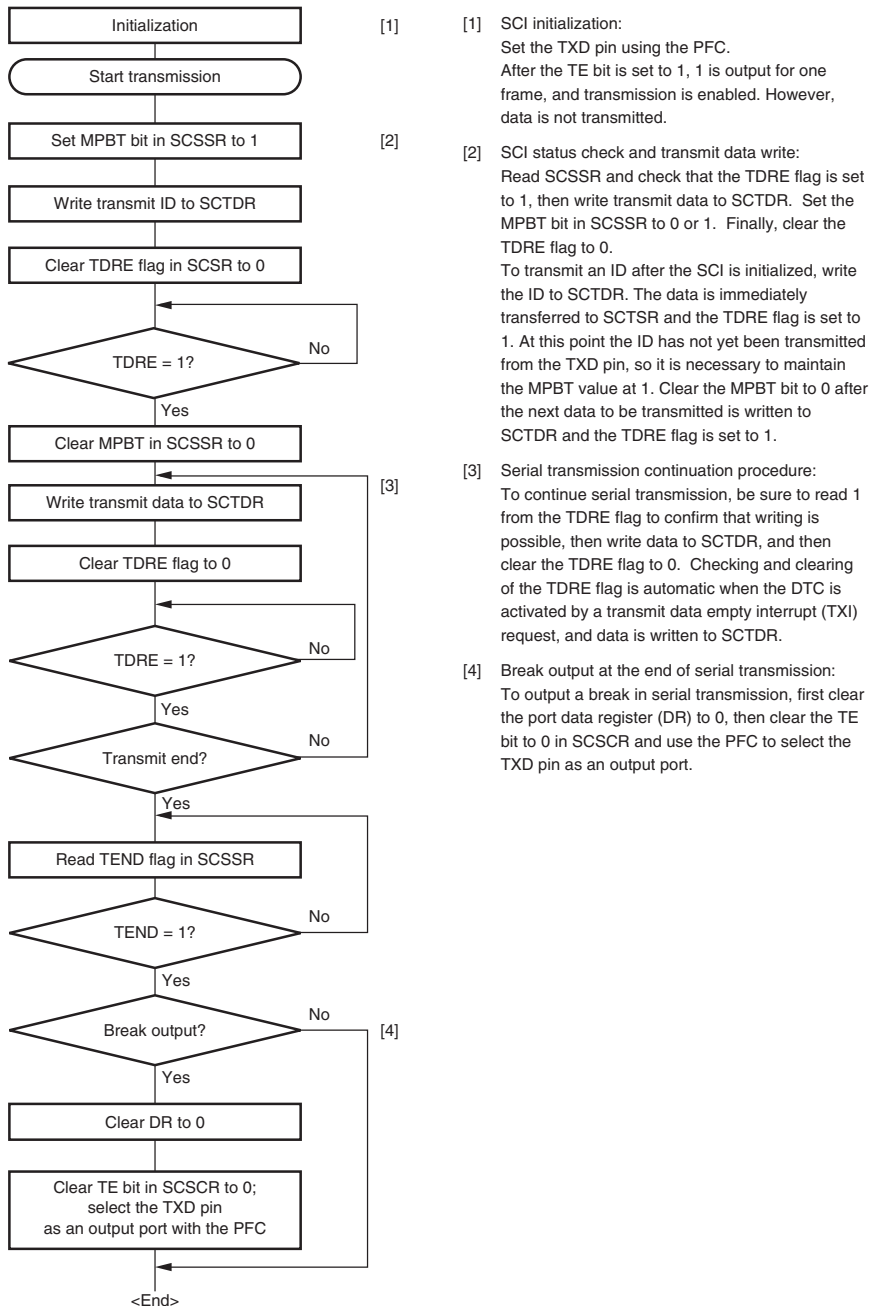 Initialization
[1]
Start transmission
Set MPBT bit in SCSSR to 1
[2]
Write transmit ID to SCTDR
Clear TDRE flag in SCSR to 0
TDRE = 1?
No
Yes
Clear MPBT in SCSSR to 0
[3]
Write transmit data to SCTDR
Clear TDRE flag to 0
TDRE = 1?
No
Yes
Transmit end?
No
Yes
Read TEND flag in SCSSR
TEND = 1?
No
Yes
Break output?
No
[4]
Yes
Clear DR to 0
Clear TE bit in SCSCR to 0;
select the TXD pin
as an output port with the PFC
<End>
[1] SCI initialization:
Set the TXD pin using the PFC.
After the TE bit is set to 1, 1 is output for one
frame, and transmission is enabled. However,
data is not transmitted.
[2] SCI status check and transmit data write:
Read SCSSR and check that the TDRE flag is set
to 1, then write transmit data to SCTDR. Set the
MPBT bit in SCSSR to 0 or 1. Finally, clear the
TDRE flag to 0.
To transmit an ID after the SCI is initialized, write
the ID to SCTDR. The data is immediately
transferred to SCTSR and the TDRE flag is set to
1. At this point the ID has not yet been transmitted
from the TXD pin, so it is necessary to maintain
the MPBT value at 1. Clear the MPBT bit to 0 after
the next data to be transmitted is written to
SCTDR and the TDRE flag is set to 1.
[3] Serial transmission continuation procedure:
To continue serial transmission, be sure to read 1
from the TDRE flag to confirm that writing is
possible, then write data to SCTDR, and then
clear the TDRE flag to 0. Checking and clearing
of the TDRE flag is automatic when the DTC is
activated by a transmit data empty interrupt (TXI)
request, and data is written to SCTDR.
[4] Break output at the end of serial transmission:
To output a break in serial transmission, first clear
the port data register (DR) to 0, then clear the TE
bit to 0 in SCSCR and use the PFC to select the
TXD pin as an output port.